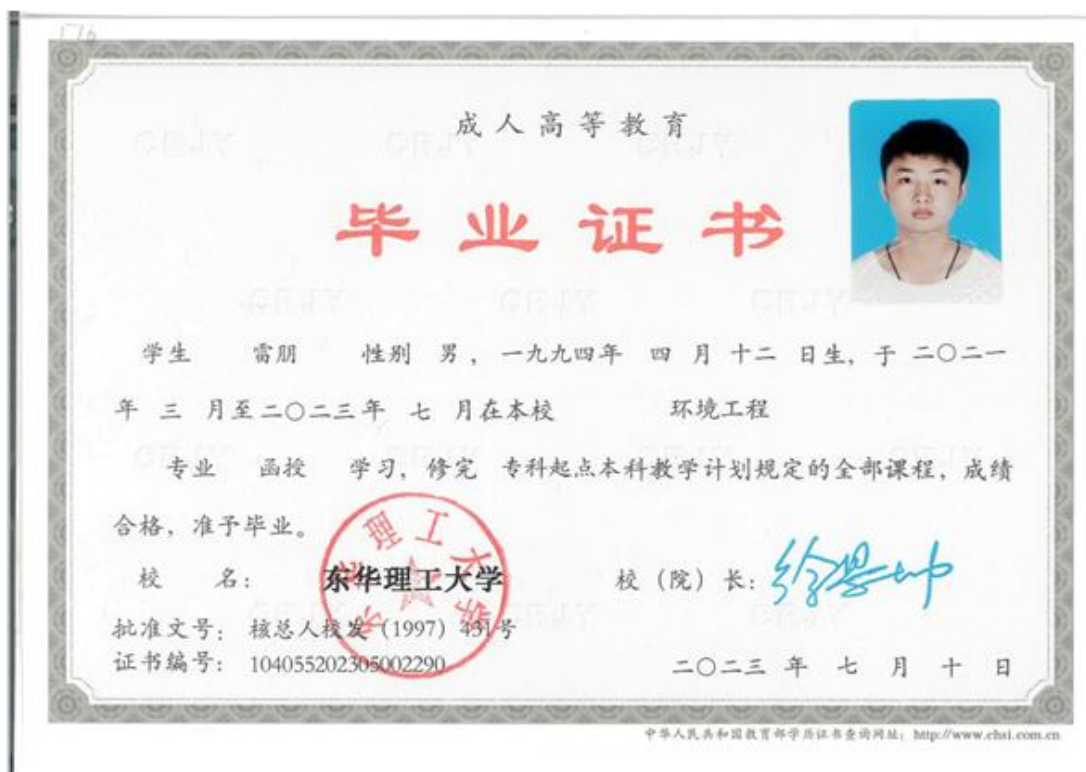 成人高等教育
毕业证书
学生 雷朋 性别 男，一九九四年 四 月 十二 日生，于 二〇二一
年 三 月至二〇二三年 七 月在本校 环境工程
专业 函授 学习，修完 专科起点本科教学计划规定的全部课程，成绩
合格，准予毕业。
校 名： 东华理工大学 校（院）长：
批准文号： 核总人教发（1997）431号
证书编号： 104055202305002290
二〇二三 年 七 月 十 日
中华人民共和国教育部学历证书查询网址：http://www.chsi.com.cn